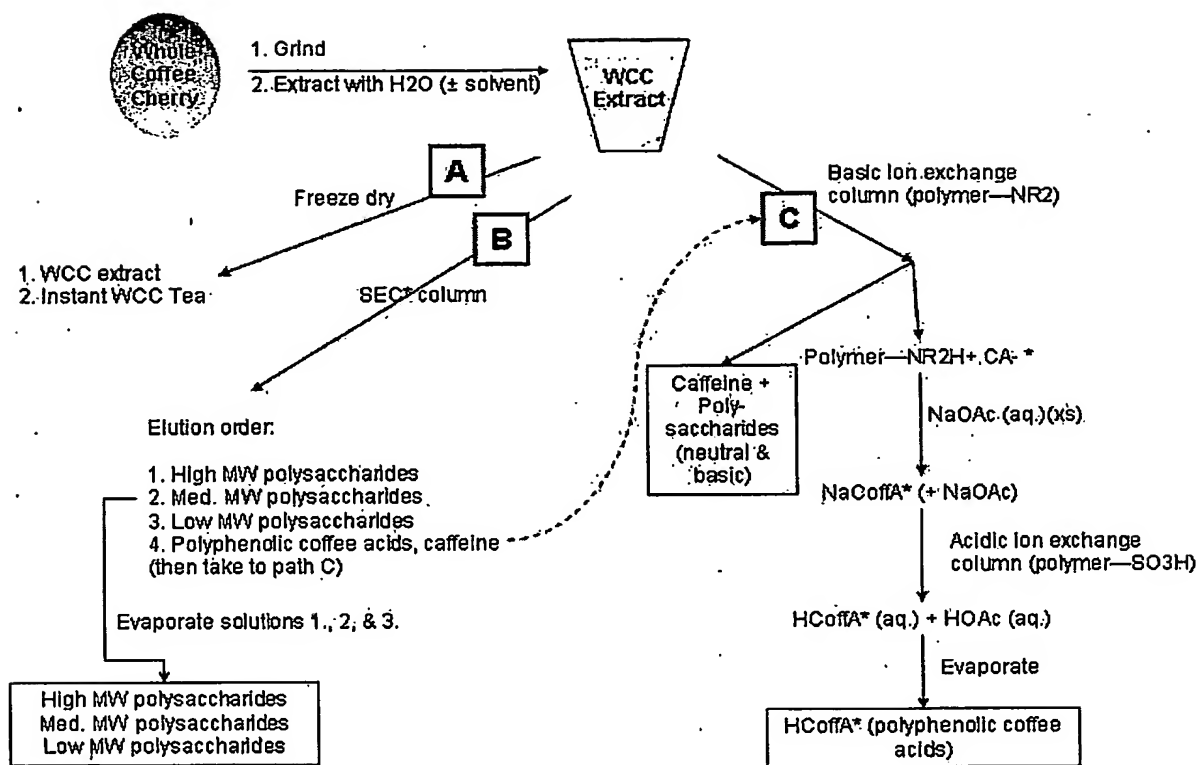 Whole
Coffee
Cherry
1. Grind
2. Extract with H2O (± solvent)
WCC
Extract
A
Freeze dry
1. WCC extract
2. Instant WCC Tea
B
SEC* column
Elution order:
1. High MW polysaccharides
2. Med. MW polysaccharides
3. Low MW polysaccharides
4. Polyphenolic coffee acids, caffeine
(then take to path C)
Evaporate solutions 1., 2, & 3.
High MW polysaccharides
Med. MW polysaccharides
Low MW polysaccharides
C
Basic ion exchange
column (polymer—NR2)
Caffeine +
Poly-
saccharides
(neutral &
basic)
Polymer—NR2H+ CA- *
NaOAc (aq.)(xs)
NaCoffA* (+ NaOAc)
Acidic ion exchange
column (polymer—SO3H)
HCoffA* (aq.) + HOAc (aq.)
Evaporate
HCoffA* (polyphenolic coffee
acids)